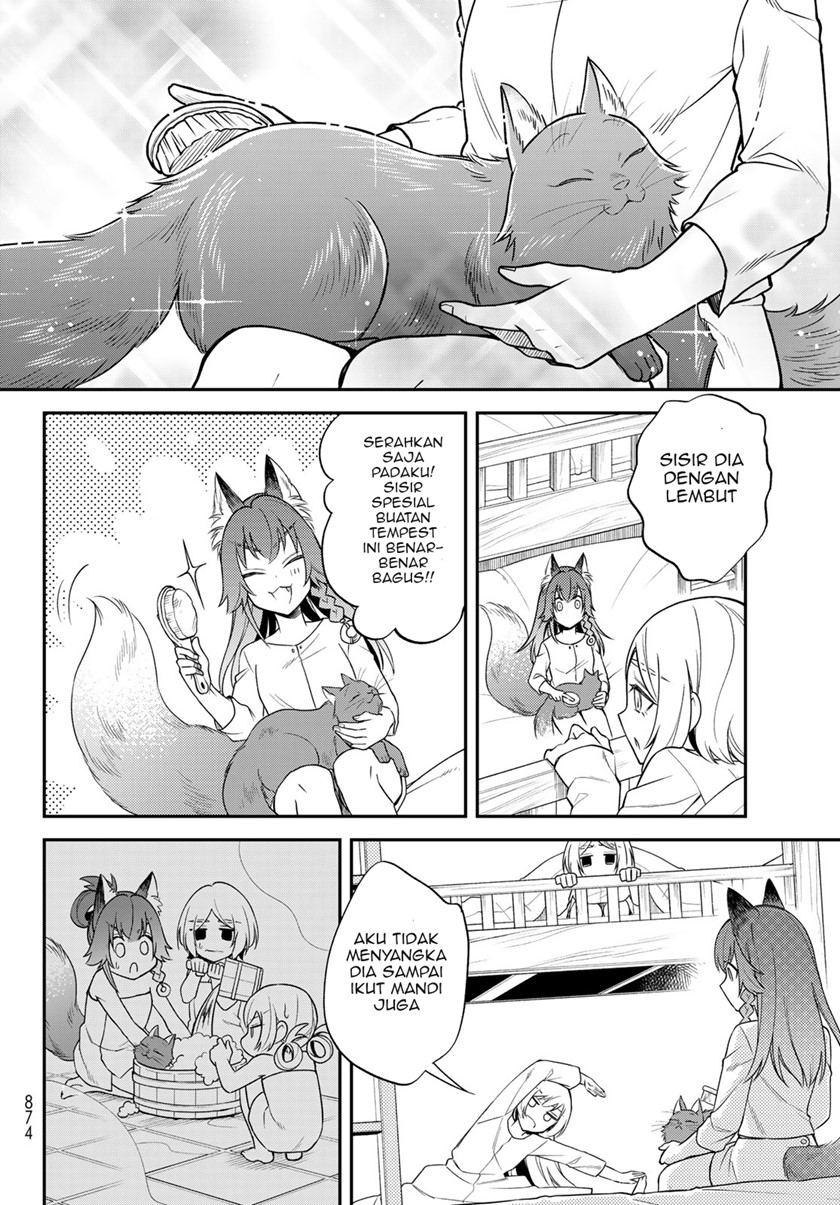 SISIR DIA
DENGAN
LEMBUT
SERAHKAN
SAJA
PADAKU!
SISIR
SPESIAL
BUATAN
TEMPEST
INI BENAR-
BENAR
BAGUS!!
AKU TIDAK
MENYANGKA
DIA SAMPAI
IKUT MANDI
JUGA
874